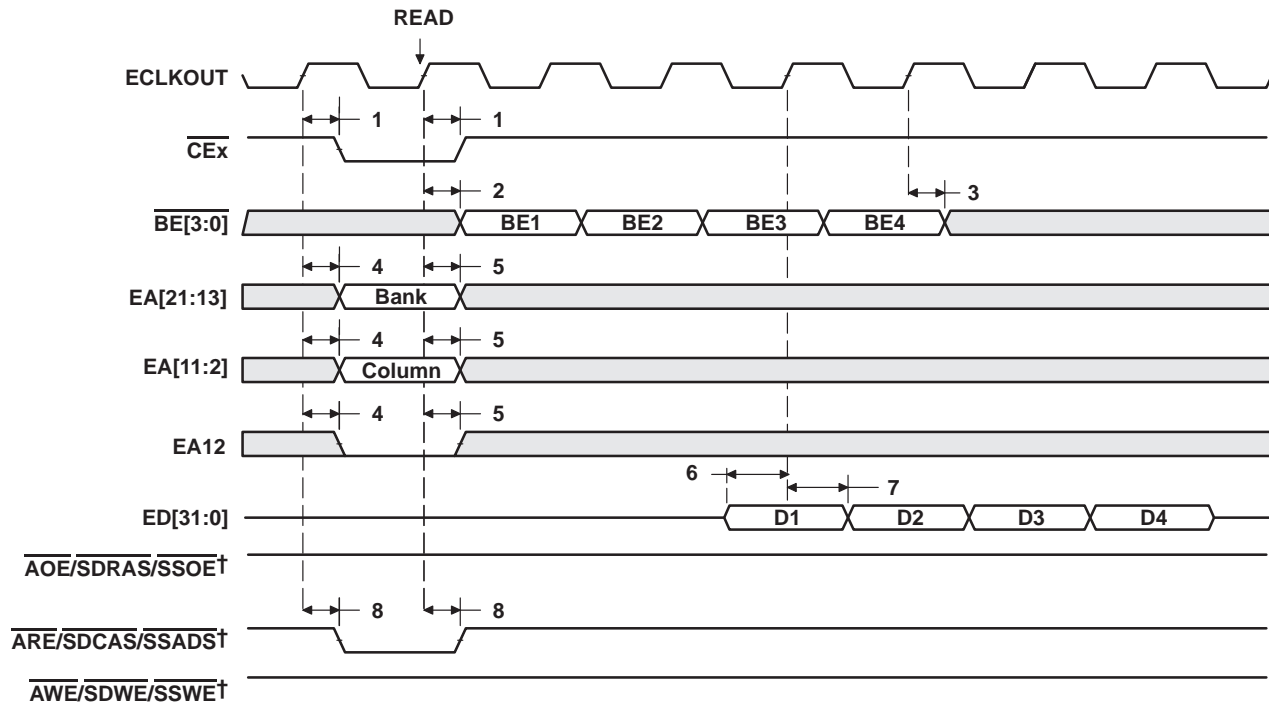 READ
ECLKOUT
1 1
CEx
2 3
BE[3:0] BE1 BE2 BE3 BE4
4 5
EA[21:13] Bank
4 5
EA[11:2] Column
4 5
EA12
6 7
ED[31:0] D1 D2 D3 D4
AOE/SDRAS/SSOE†
8 8
ARE/SDCAS/SSADS†
AWE/SDWE/SSWE†